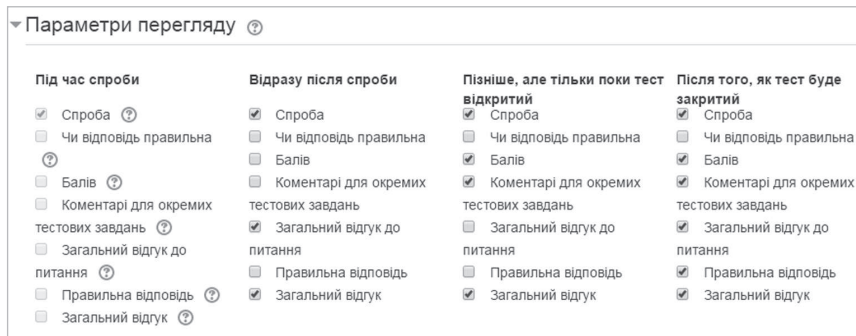 Параметри перегляду
Під час спроби
Спроба
Чи відповідь правильна
Балів
Коментарі для окремих
тестових завдань
Загальний відгук до
питання
Правильна відповідь
Загальний відгук
Відразу після спроби
Спроба
Чи відповідь правильна
Балів
Коментарі для окремих
тестових завдань
Загальний відгук до
питання
Правильна відповідь
Загальний відгук
Пізніше, але тільки поки тест
відкритий
Спроба
Чи відповідь правильна
Балів
Коментарі для окремих
тестових завдань
Загальний відгук до
питання
Правильна відповідь
Загальний відгук
Після того, як тест буде
закритий
Спроба
Чи відповідь правильна
Балів
Коментарі для окремих
тестових завдань
Загальний відгук до
питання
Правильна відповідь
Загальний відгук